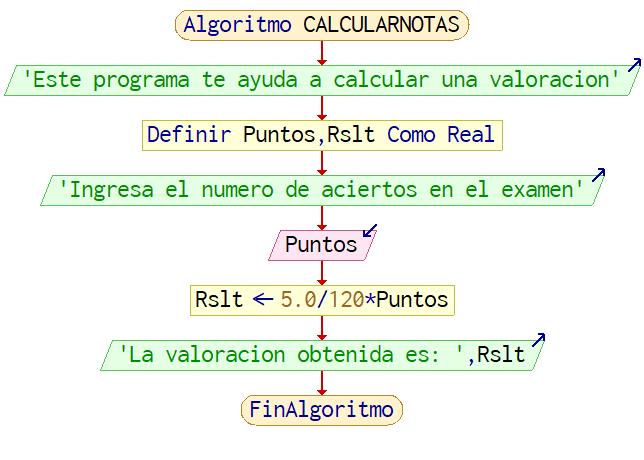 Algoritmo CALCULARNOTAS
'Este programa te ayuda a calcular una valoracion'
Definir Puntos,Rslt Como Real
'Ingresa el numero de aciertos en el examen'
Puntos
Rslt ← 5.0/120*Puntos
'La valoracion obtenida es: ',Rslt
FinAlgoritmo